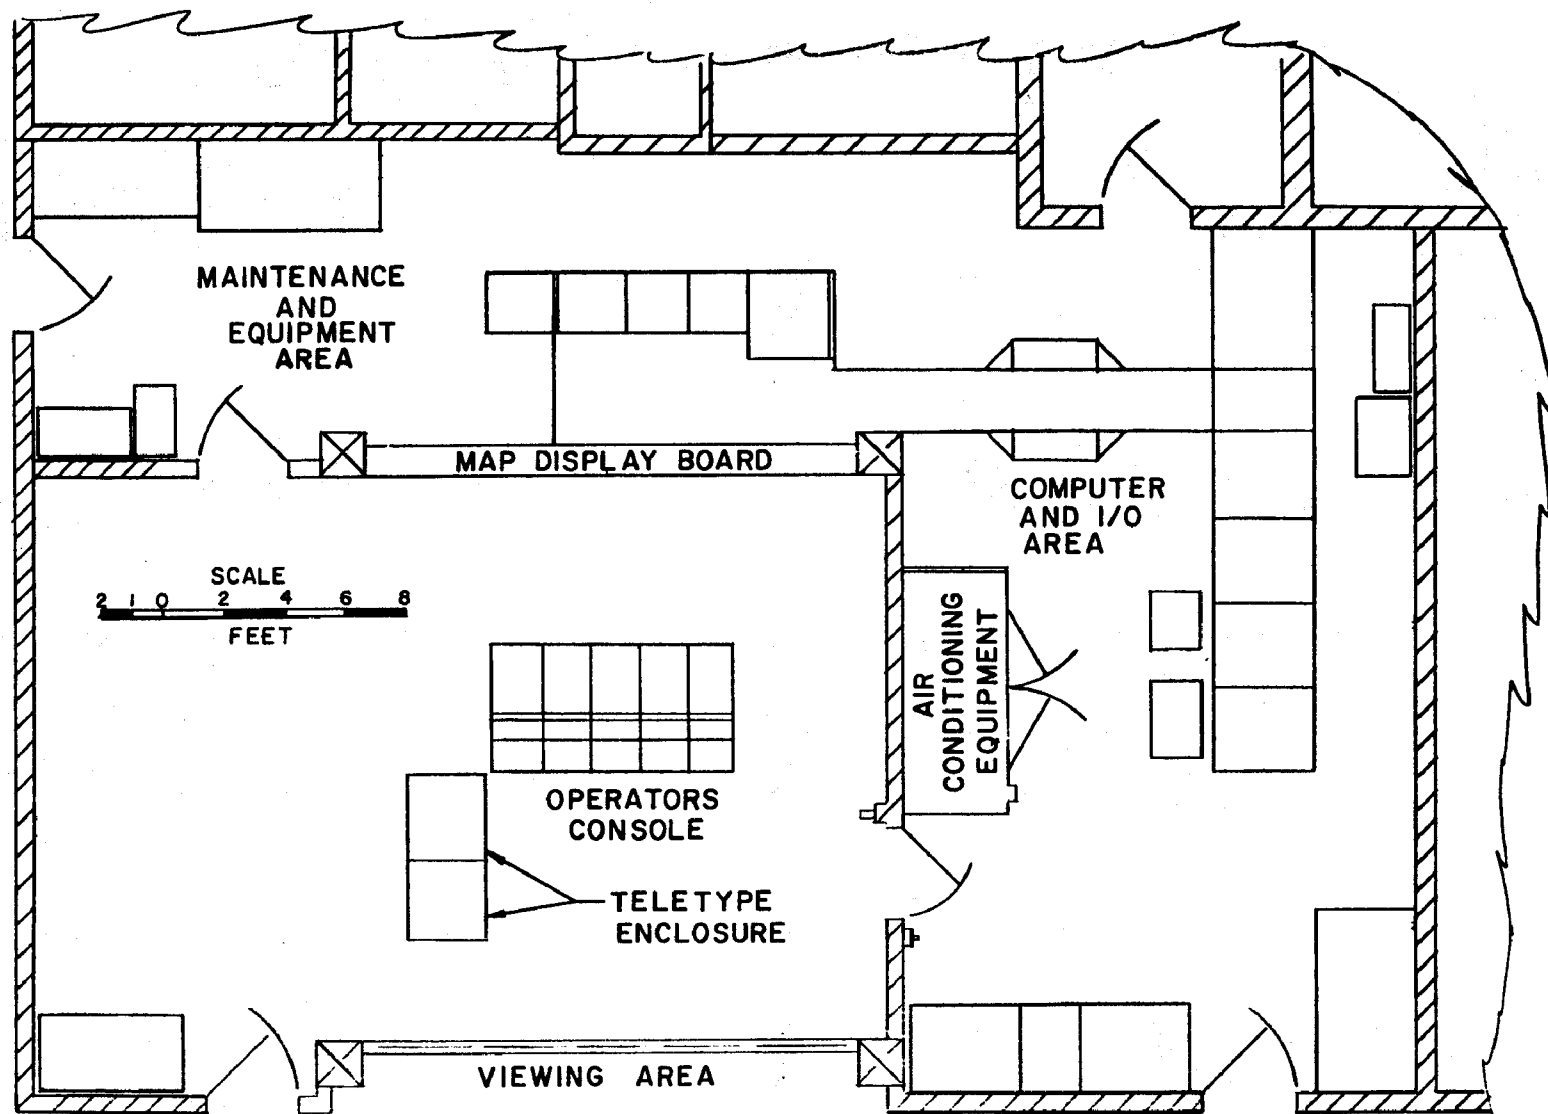 MAINTENANCE
AND
EQUIPMENT
AREA
MAP DISPLAY BOARD
COMPUTER
AND I/O
AREA
SCALE
2 1 0 2 4 6 8
FEET
AIR
CONDITIONING
EQUIPMENT
OPERATORS
CONSOLE
TELETYPE
ENCLOSURE
VIEWING AREA